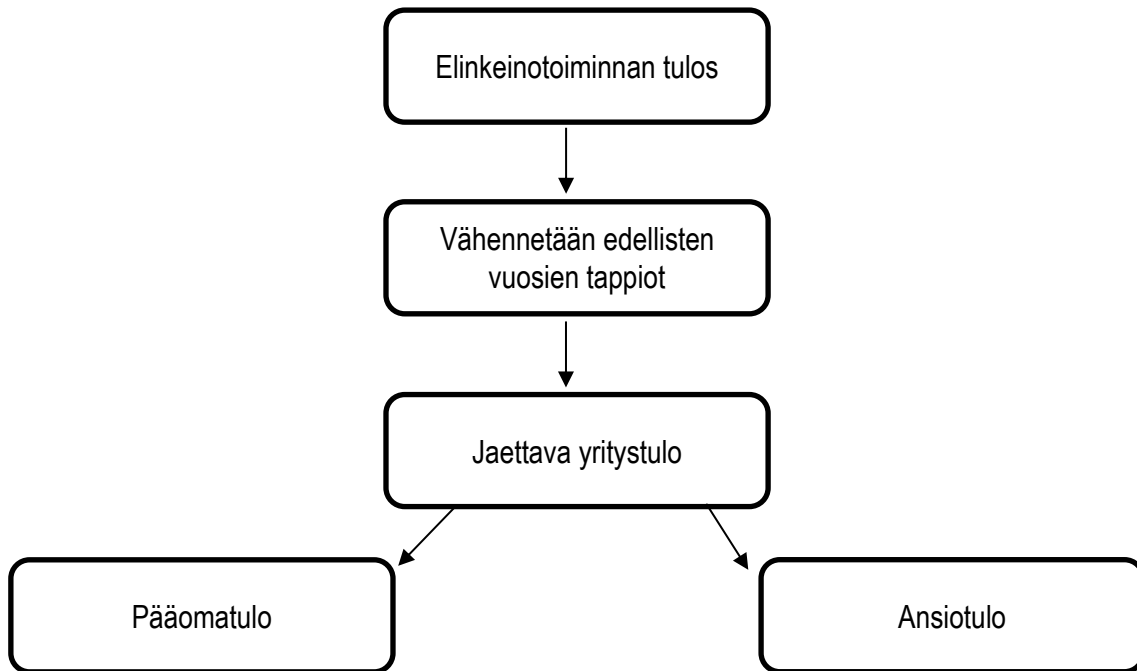 Elinkeinotoiminnan tulos
Vähennetään edellisten
vuosien tappiot
Jaettava yritystulo
Pääomatulo
Ansiotulo